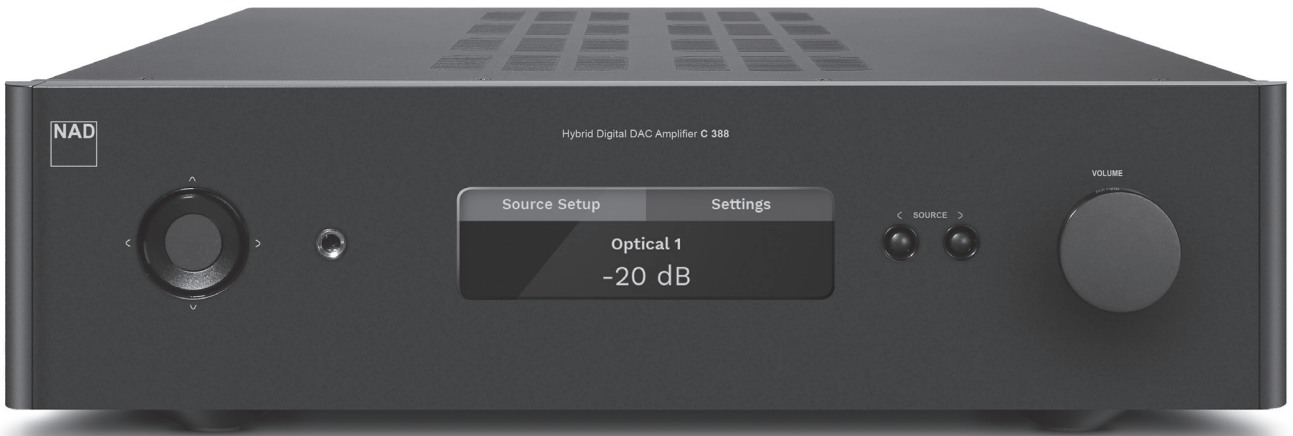 NAD
Hybrid Digital DAC Amplifier C 388
VOLUME
Source Setup
Settings
< SOURCE >
Optical 1
-20 dB